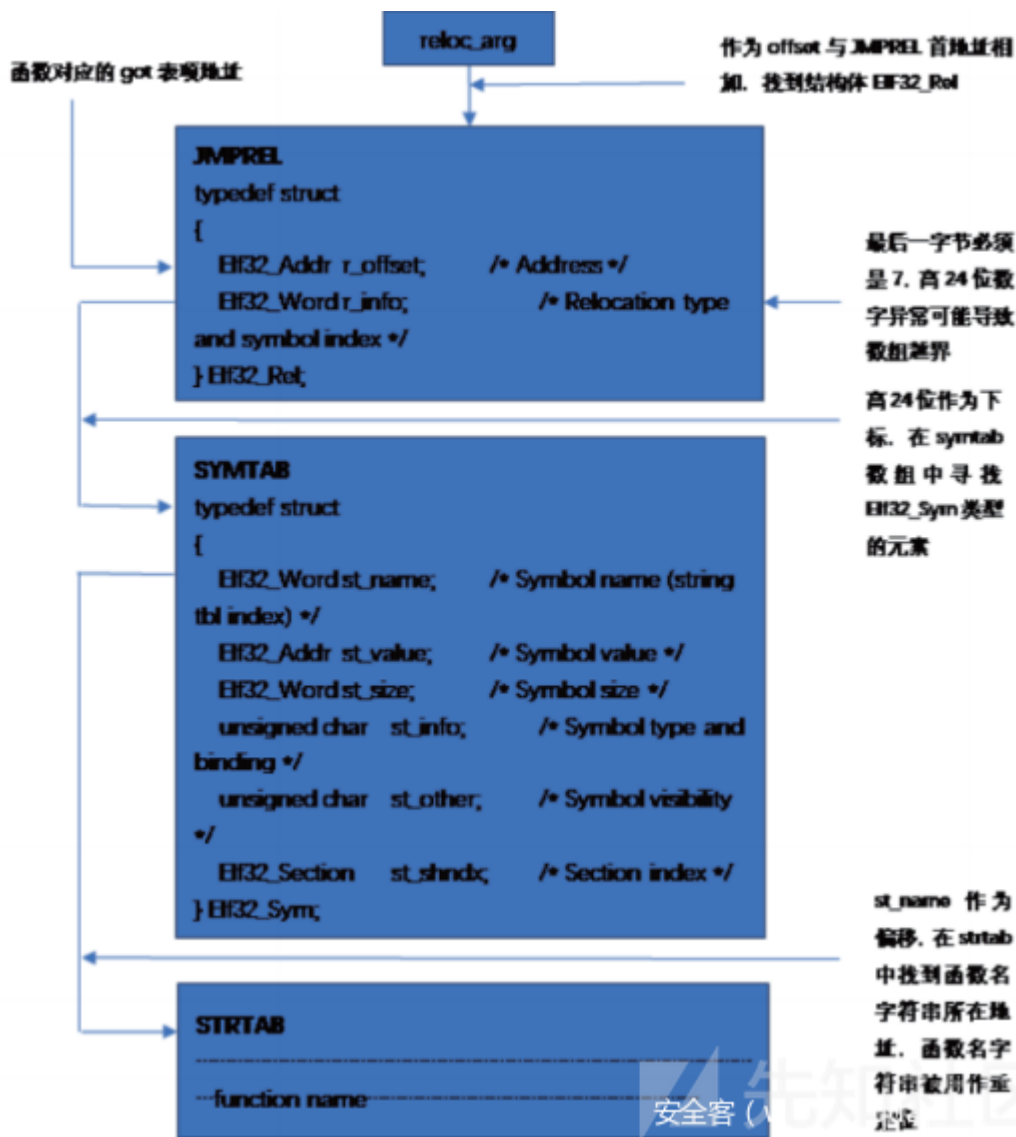 reloc_arg
函数对应的 got 表项地址
作为 offset 与 JMPREL 首地址相
加．找到结构体 Elf32_Rel
JMPREL
typedef struct
{
Elf32_Addr r_offset; /* Address */
Elf32_Word r_info; /* Relocation type
and symbol index */
} Elf32_Rel;
最后一字节必须
是 7．高 24 位数
字异常可能导致
数组越界
高 24 位作为下
标．在 symtab
数组中寻找
Elf32_Sym 类型
的元素
SYMTAB
typedef struct
{
Elf32_Word st_name; /* Symbol name (string
tbl index) */
Elf32_Addr st_value; /* Symbol value */
Elf32_Word st_size; /* Symbol size */
unsigned char st_info; /* Symbol type and
binding */
unsigned char st_other; /* Symbol visibility
*/
Elf32_Section st_shndx; /* Section index */
} Elf32_Sym;
st_name 作为
偏移．在 strtab
中找到函数名
字符串所在地
址．函数名字
符串被用作重
定位
STRTAB
function name
安全客 (
先知社区